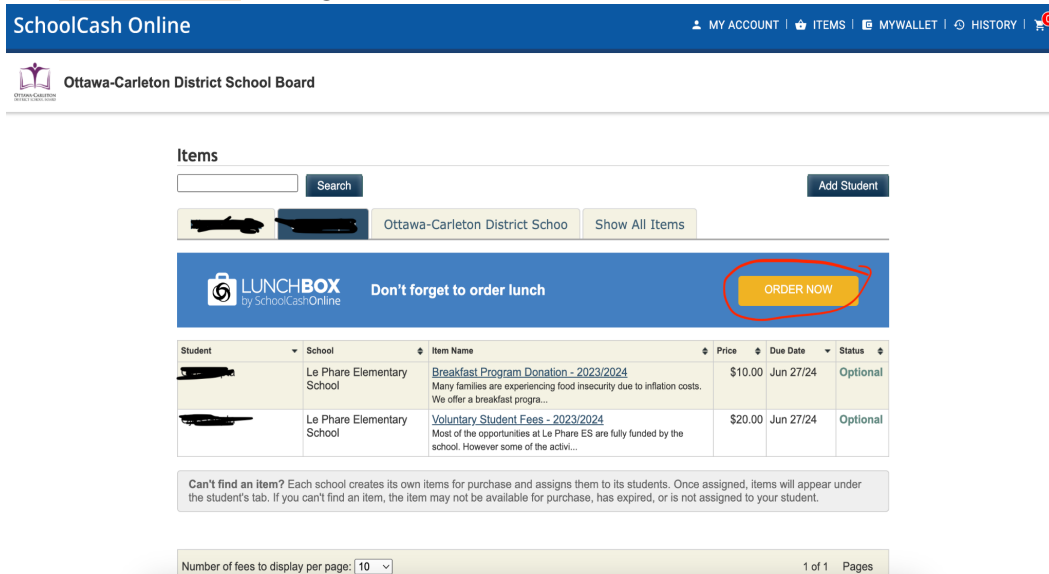 SchoolCash Online
MY ACCOUNT | ITEMS | MYWALLET | HISTORY |
OTTAWA-CARLETON
DISTRICT SCHOOL BOARD
Ottawa-Carleton District School Board
Items
Search
Add Student
Ottawa-Carleton District Schoo
Show All Items
LUNCHBOX
by SchoolCashOnline
Don't forget to order lunch
ORDER NOW
Student School Item Name Price Due Date Status
Le Phare Elementary School
Breakfast Program Donation - 2023/2024
Many families are experiencing food insecurity due to inflation costs.
We offer a breakfast progra...
$10.00 Jun 27/24 Optional
Le Phare Elementary School
Voluntary Student Fees - 2023/2024
Most of the opportunities at Le Phare ES are fully funded by the
school. However some of the activi...
$20.00 Jun 27/24 Optional
Can't find an item? Each school creates its own items for purchase and assigns them to its students. Once assigned, items will appear under
the student's tab. If you can't find an item, the item may not be available for purchase, has expired, or is not assigned to your student.
Number of fees to display per page: 10
1 of 1 Pages